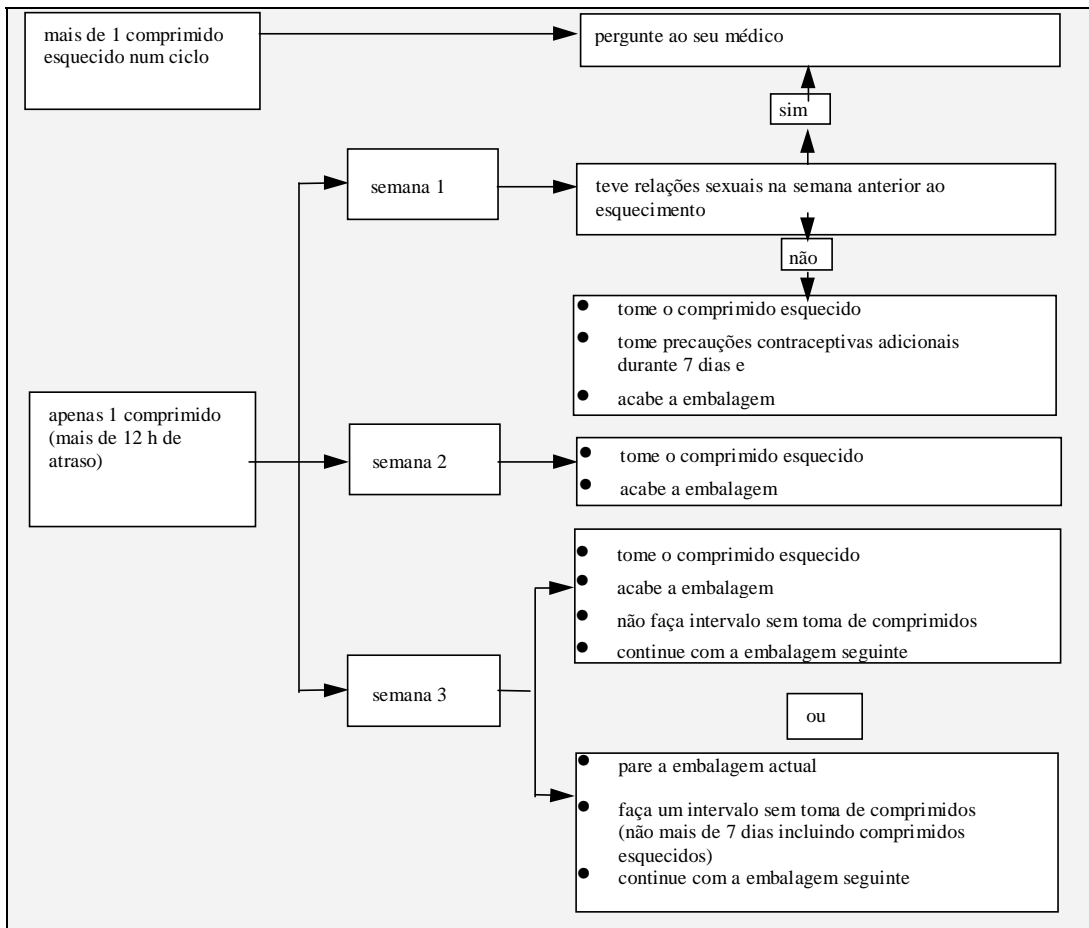 mais de 1 comprimido
esquecido num ciclo
pergunte ao seu médico
sim
semana 1
teve relações sexuais na semana anterior ao
esquecimento
não
• tome o comprimido esquecido
• tome precauções contraceptivas adicionais
durante 7 dias e
• acabe a embalagem
apenas 1 comprimido
(mais de 12 h de
atraso)
semana 2
• tome o comprimido esquecido
• acabe a embalagem
• tome o comprimido esquecido
• acabe a embalagem
• não faça intervalo sem toma de comprimidos
• continue com a embalagem seguinte
semana 3
ou
• pare a embalagem actual
• faça um intervalo sem toma de comprimidos
(não mais de 7 dias incluindo comprimidos
esquecidos)
• continue com a embalagem seguinte